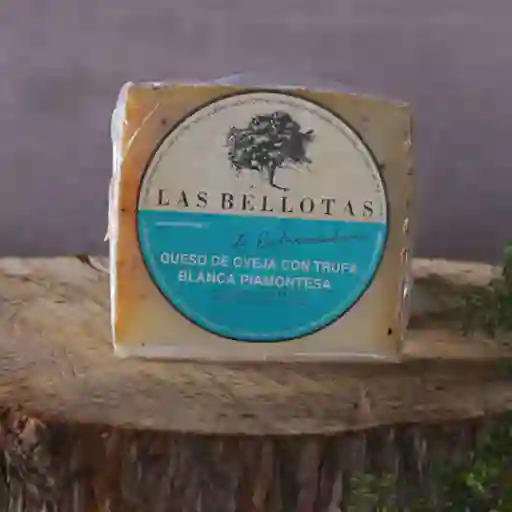 LAS BELLOTAS
QUESO DE OVEJA CON TRUFA
BLANCA PIAMONTESA